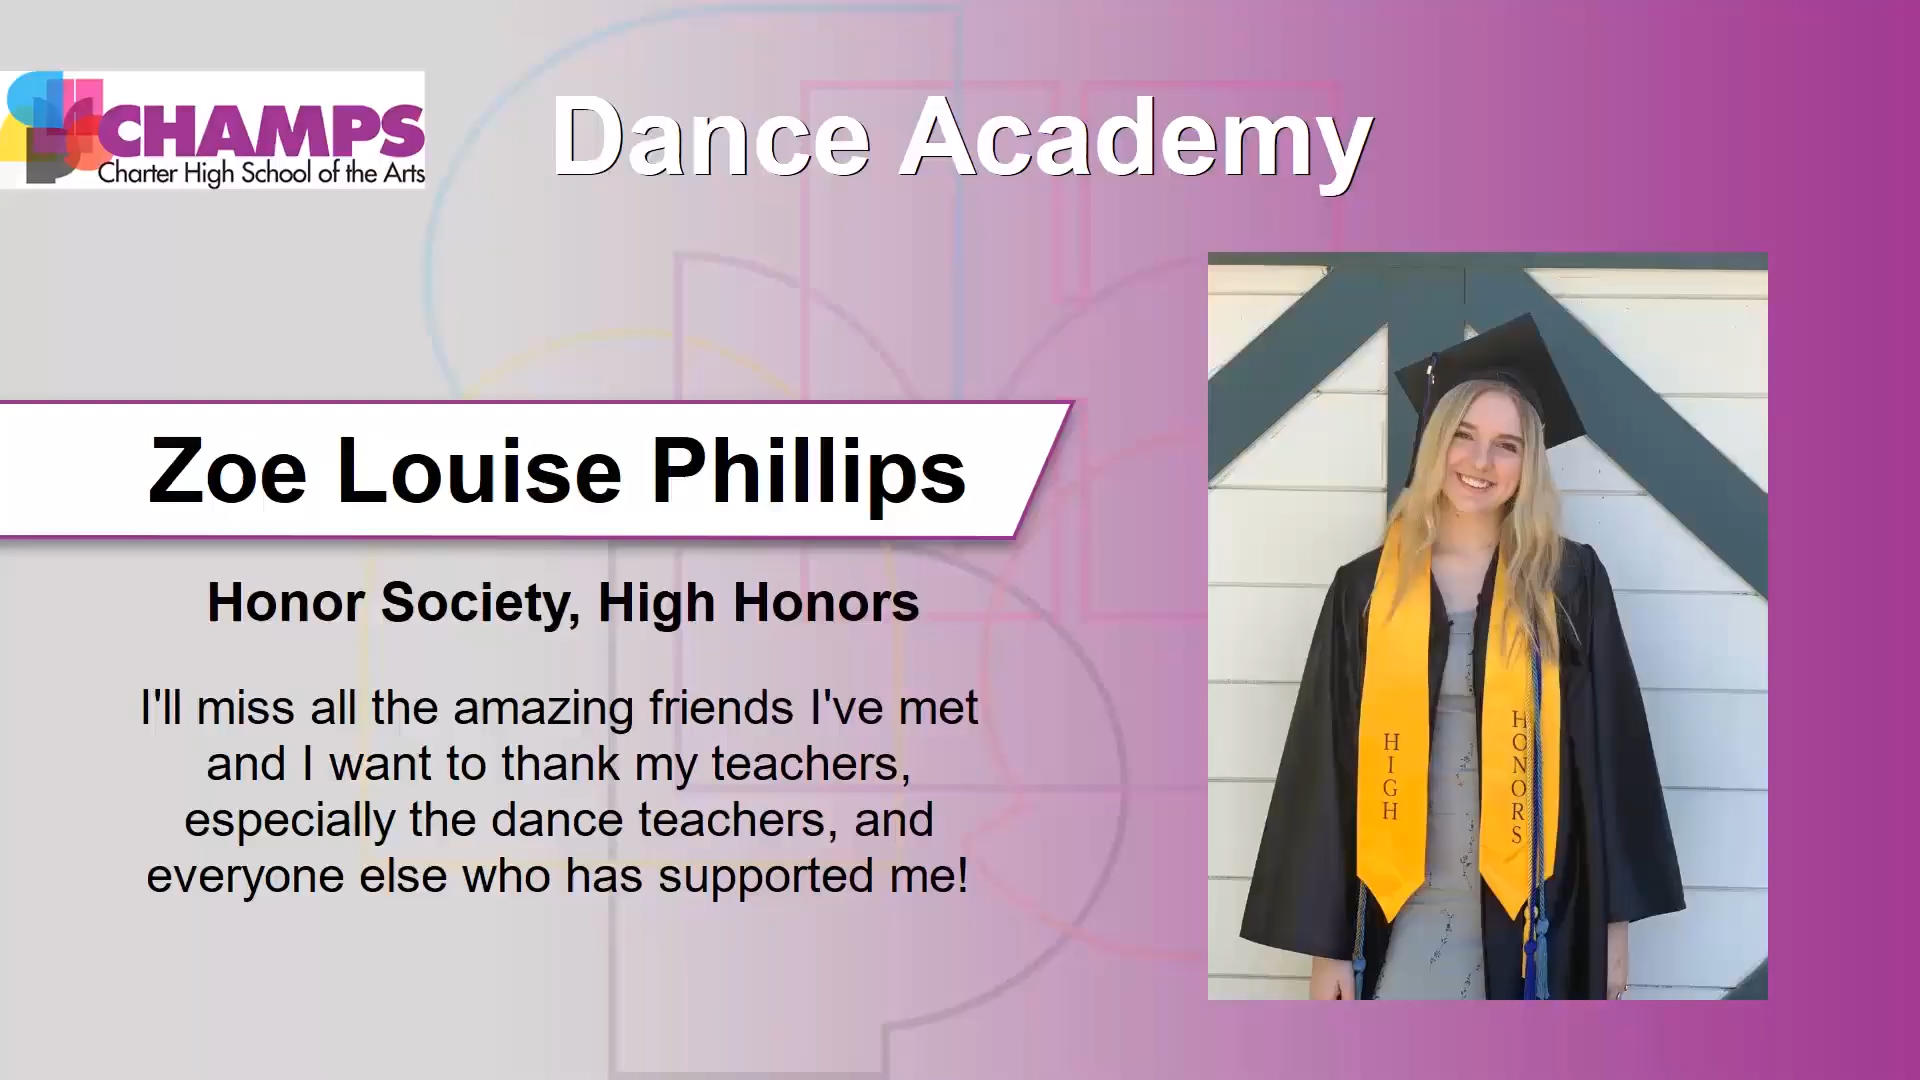 CHAMPS
Charter High School of the Arts
Dance Academy
Zoe Louise Phillips
Honor Society, High Honors
I'll miss all the amazing friends I've met
and I want to thank my teachers,
especially the dance teachers, and
everyone else who has supported me!
HIGH
HONORS